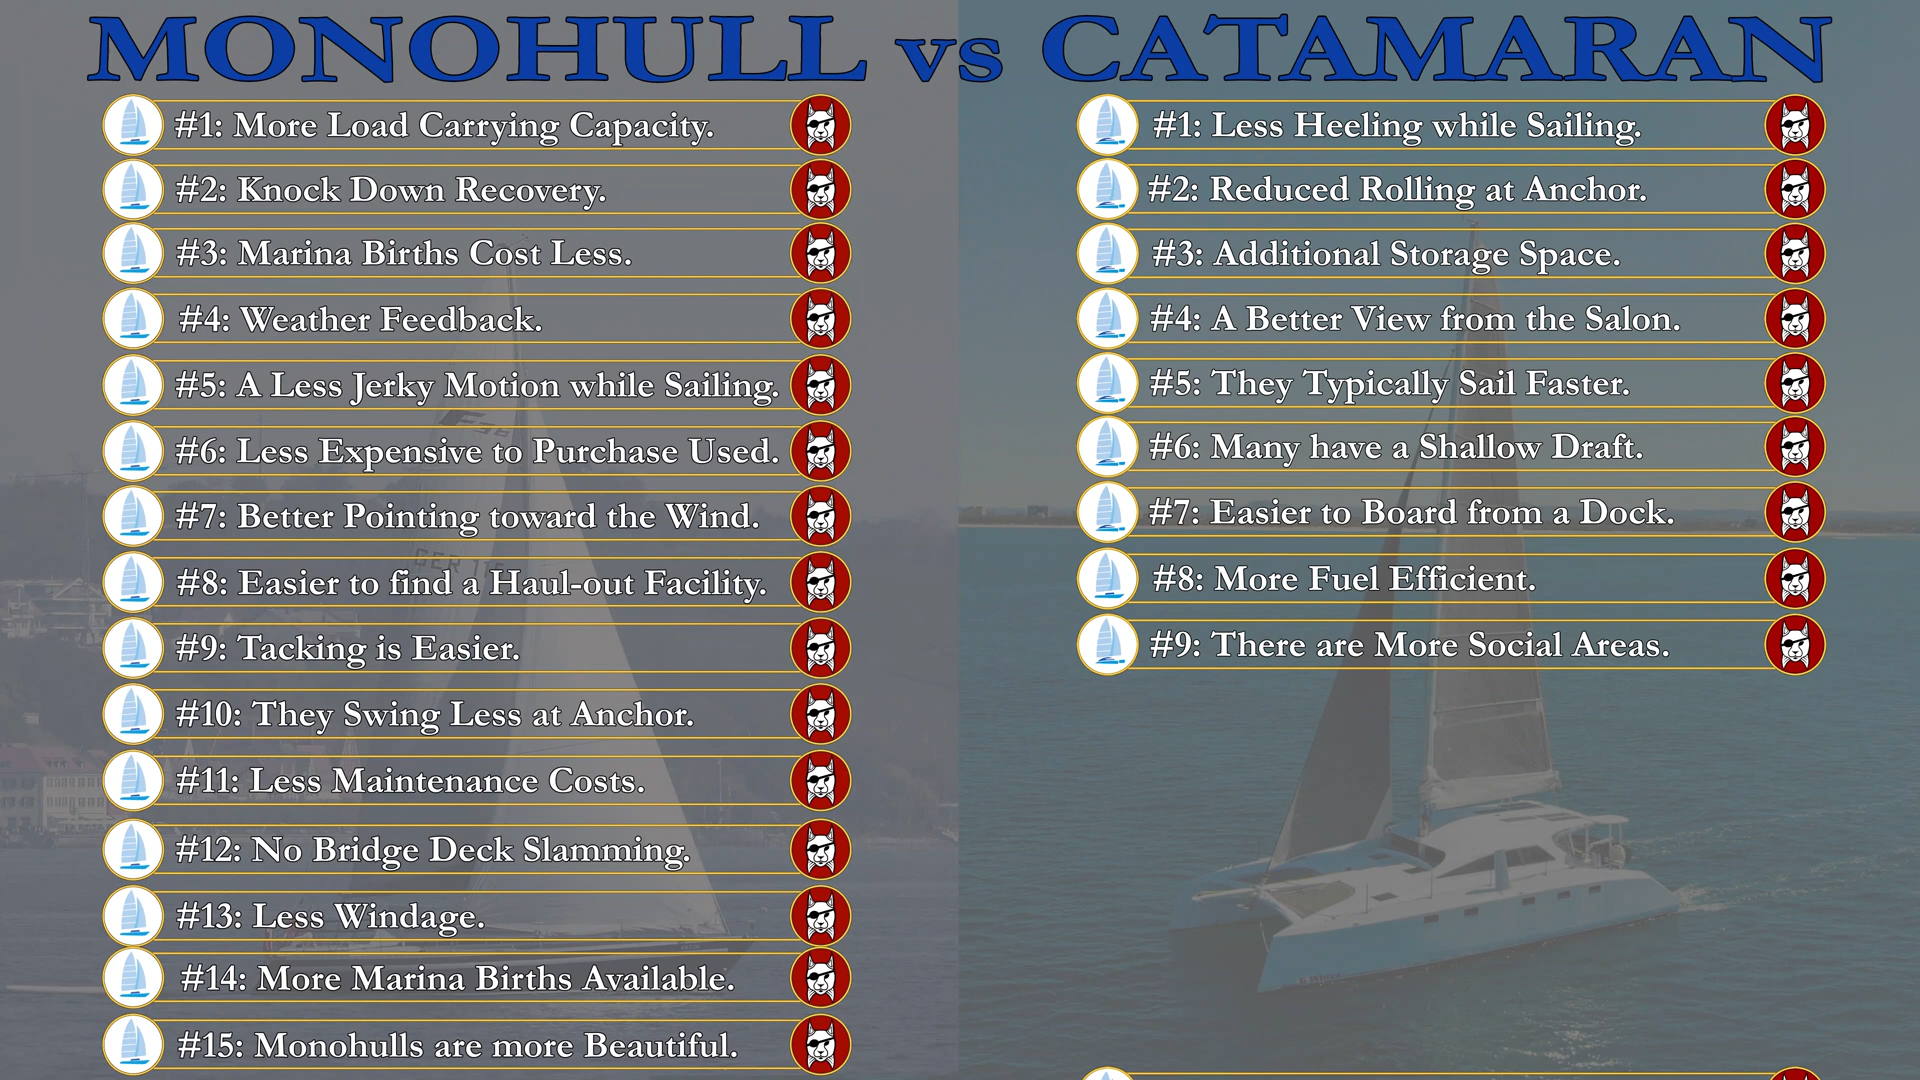 MONOHULL vs CATAMARAN
#1: More Load Carrying Capacity.
#2: Knock Down Recovery.
#3: Marina Births Cost Less.
#4: Weather Feedback.
#5: A Less Jerky Motion while Sailing.
#6: Less Expensive to Purchase Used.
#7: Better Pointing toward the Wind.
#8: Easier to find a Haul-out Facility.
#9: Tacking is Easier.
#10: They Swing Less at Anchor.
#11: Less Maintenance Costs.
#12: No Bridge Deck Slamming.
#13: Less Windage.
#14: More Marina Births Available.
#15: Monohulls are more Beautiful.
#1: Less Heeling while Sailing.
#2: Reduced Rolling at Anchor.
#3: Additional Storage Space.
#4: A Better View from the Salon.
#5: They Typically Sail Faster.
#6: Many have a Shallow Draft.
#7: Easier to Board from a Dock.
#8: More Fuel Efficient.
#9: There are More Social Areas.